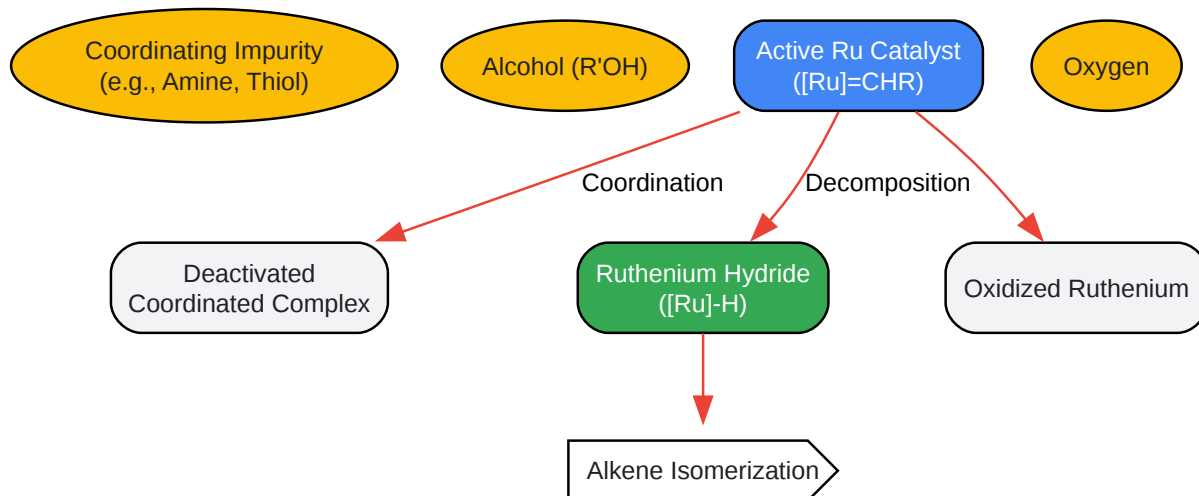 Coordinating Impurity
(e.g., Amine, Thiol)
Alcohol (R'OH)
Active Ru Catalyst
([Ru]=CHR)
Oxygen
Coordination
Decomposition
Deactivated
Coordinated Complex
Ruthenium Hydride
([Ru]-H)
Oxidized Ruthenium
Alkene Isomerization